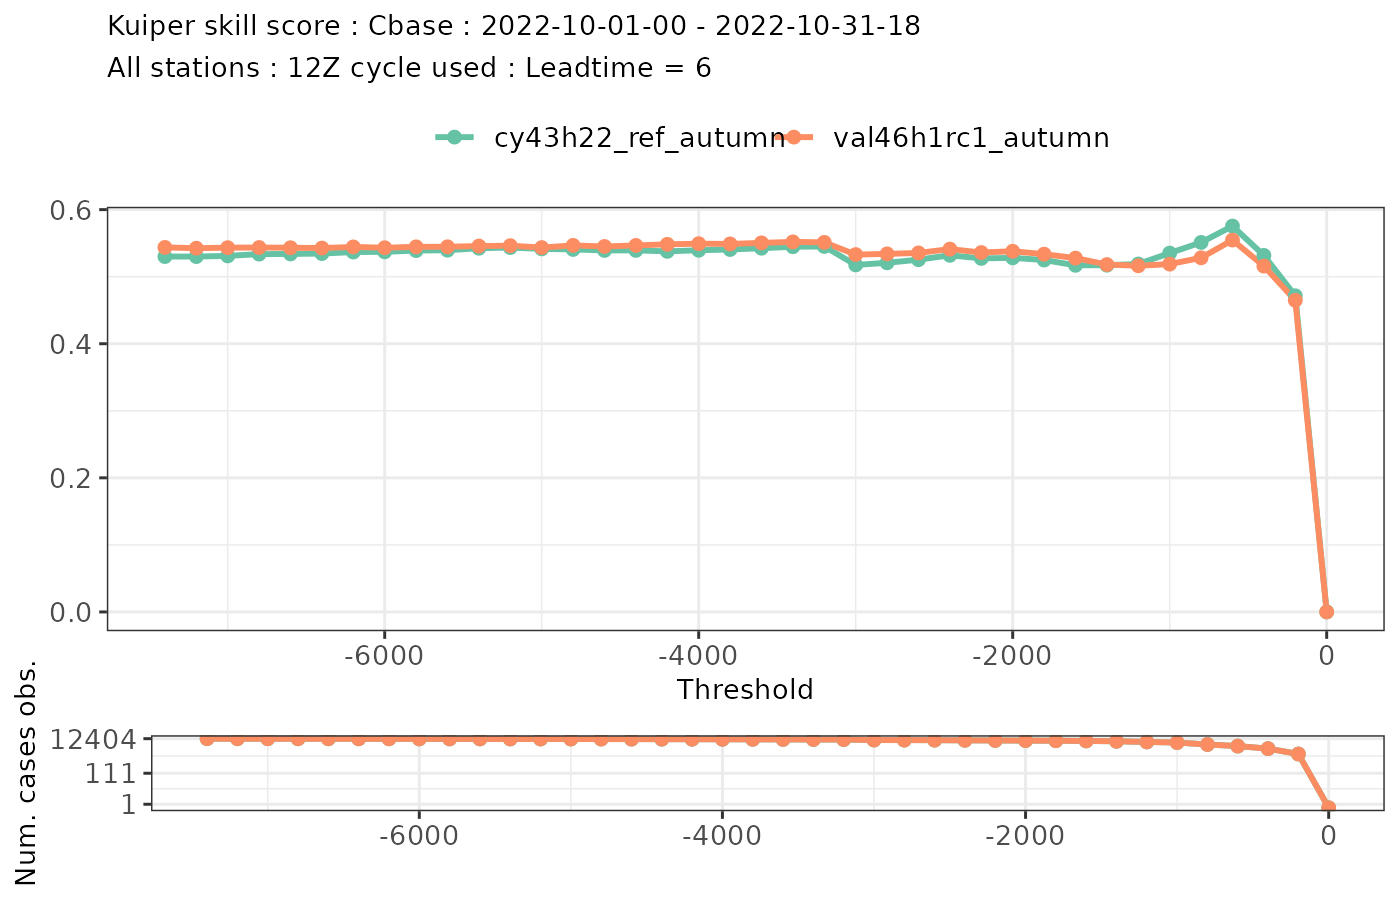 Kuiper skill score : Cbase : 2022-10-01-00 - 2022-10-31-18
All stations : 12Z cycle used : Leadtime = 6
cy43h22_ref_autumn val46h1rc1_autumn
0.6
0.4
0.2
0.0
-6000 -4000 -2000 0
Threshold
Num. cases obs.
12404
111
1
-6000 -4000 -2000 0